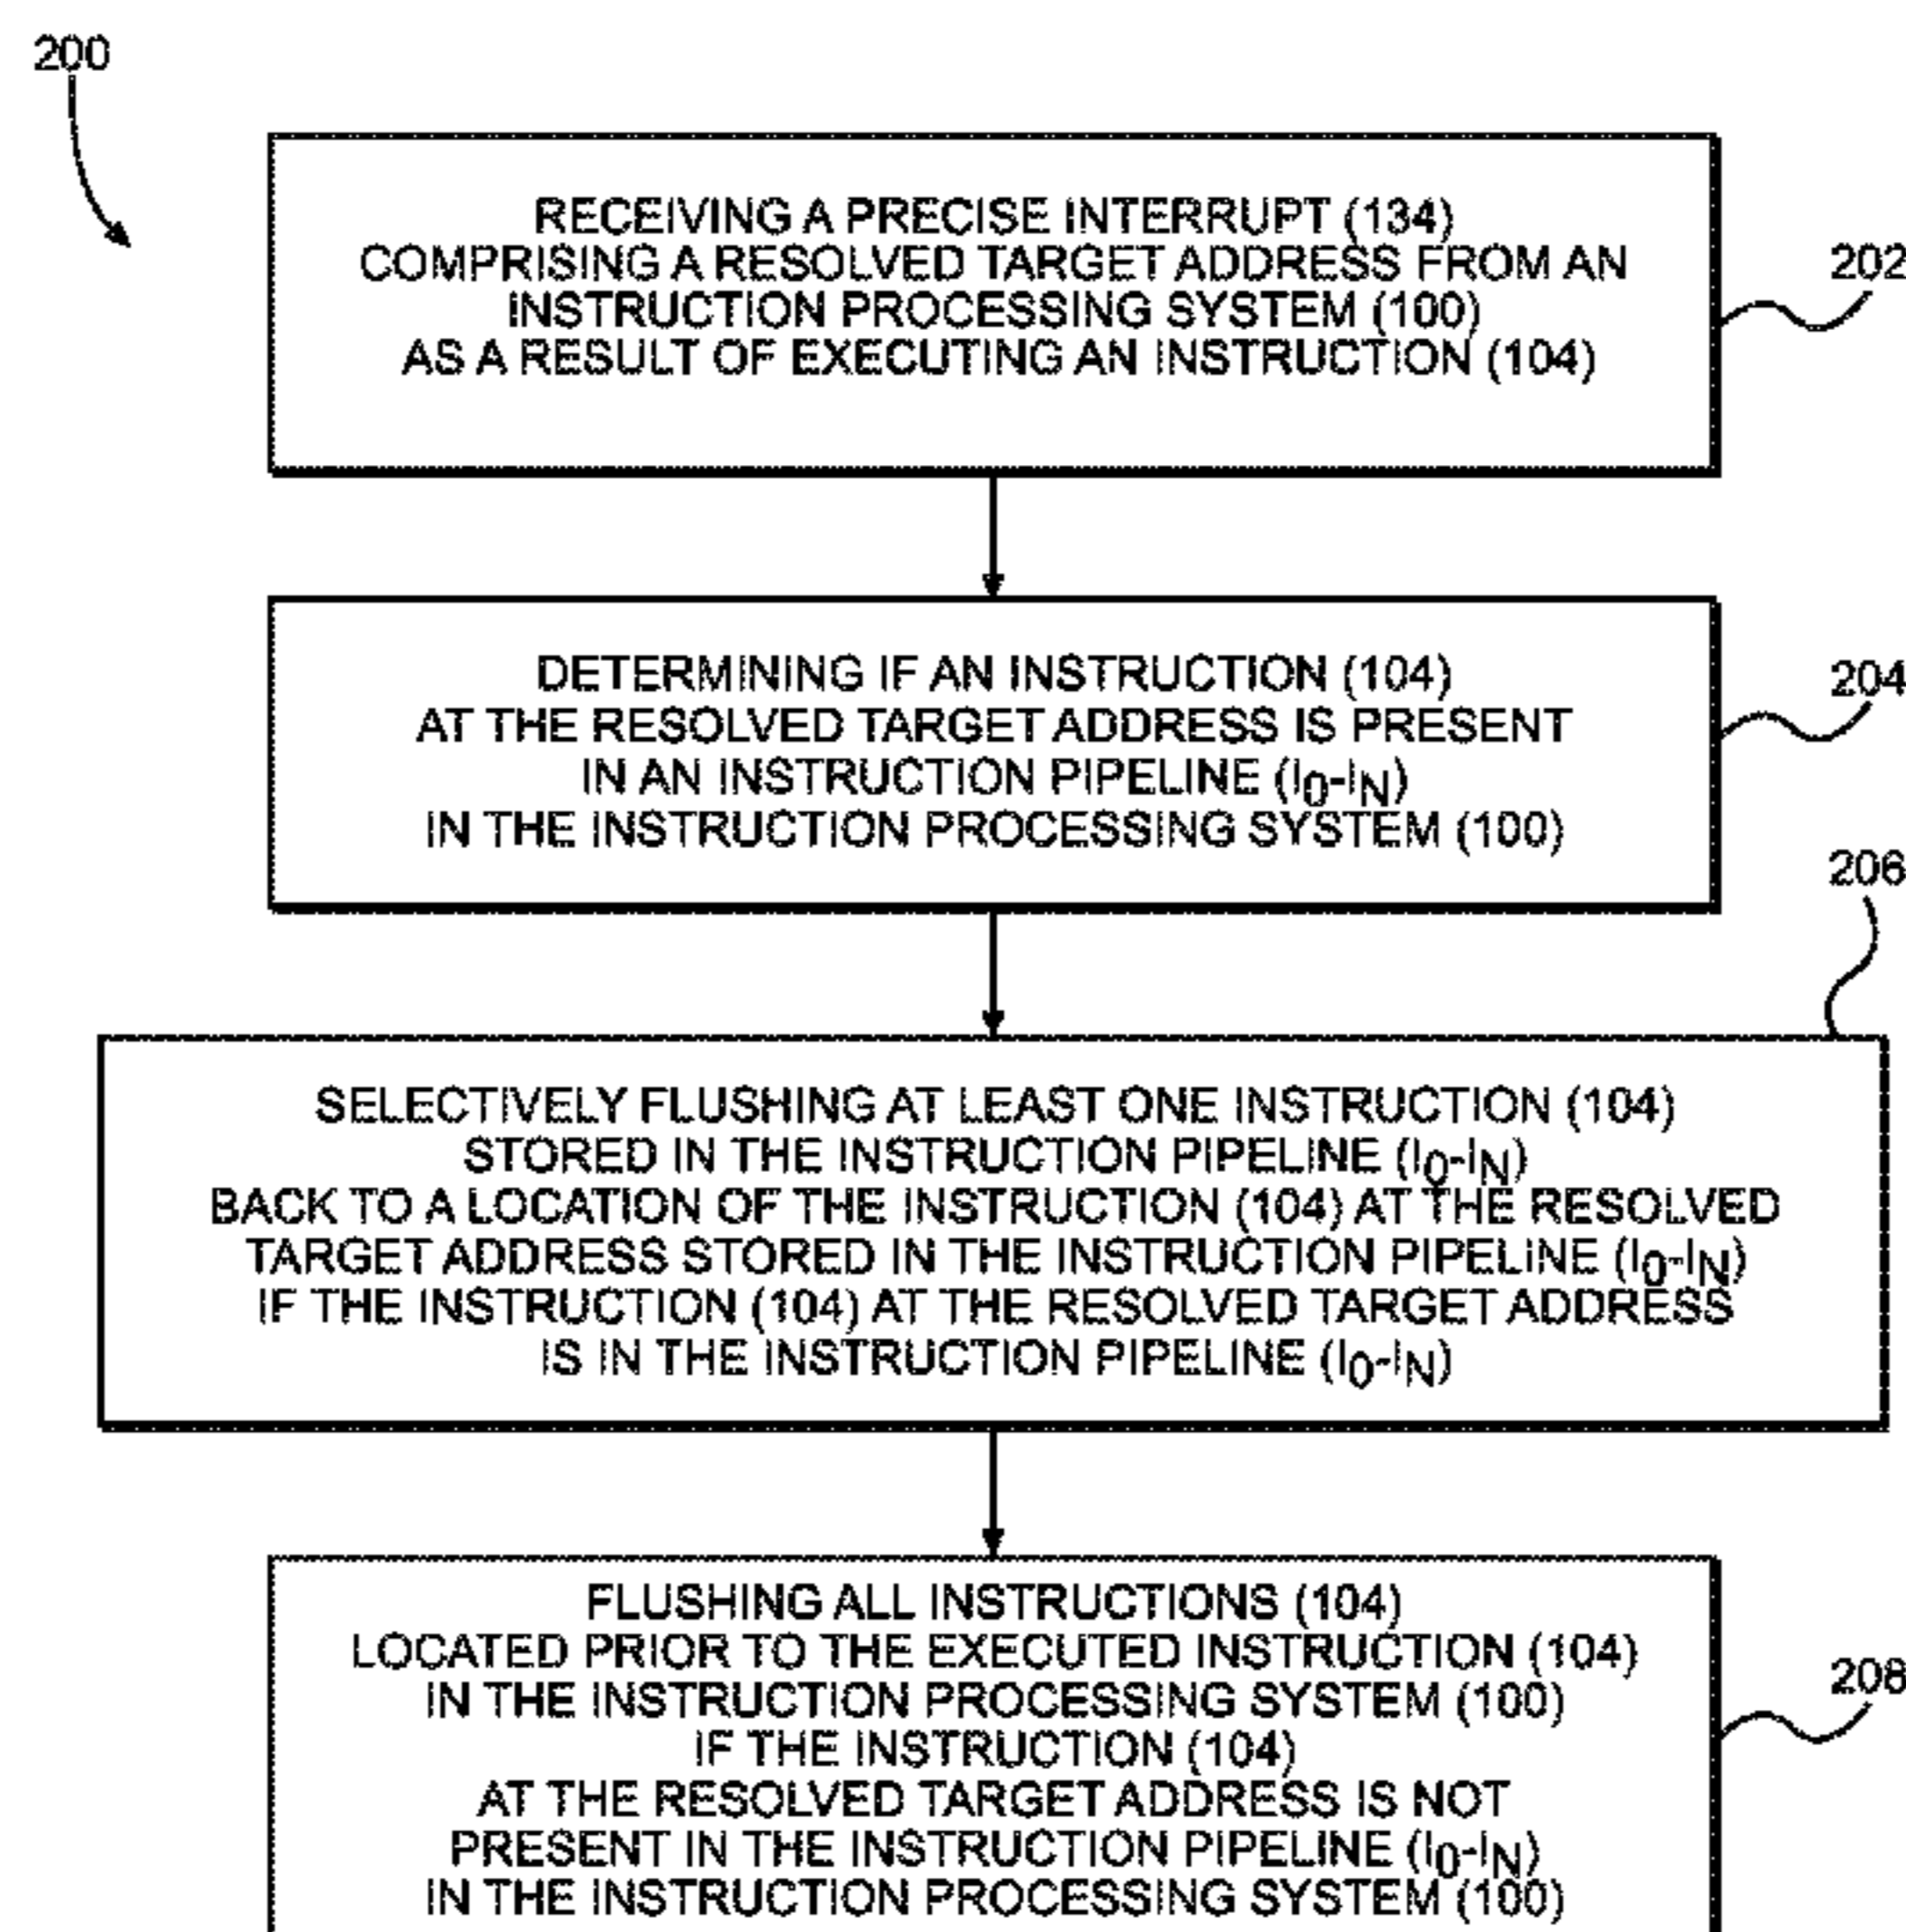 200
RECEIVING A PRECISE INTERRUPT (134)
COMPRISING A RESOLVED TARGET ADDRESS FROM AN
INSTRUCTION PROCESSING SYSTEM (100)
AS A RESULT OF EXECUTING AN INSTRUCTION (104)
202
DETERMINING IF AN INSTRUCTION (104)
AT THE RESOLVED TARGET ADDRESS IS PRESENT
IN AN INSTRUCTION PIPELINE (I0-IN)
IN THE INSTRUCTION PROCESSING SYSTEM (100)
204
206
SELECTIVELY FLUSHING AT LEAST ONE INSTRUCTION (104)
STORED IN THE INSTRUCTION PIPELINE (I0-IN)
BACK TO A LOCATION OF THE INSTRUCTION (104) AT THE RESOLVED
TARGET ADDRESS STORED IN THE INSTRUCTION PIPELINE (I0-IN)
IF THE INSTRUCTION (104) AT THE RESOLVED TARGET ADDRESS
IS IN THE INSTRUCTION PIPELINE (I0-IN)
FLUSHING ALL INSTRUCTIONS (104)
LOCATED PRIOR TO THE EXECUTED INSTRUCTION (104)
IN THE INSTRUCTION PROCESSING SYSTEM (100)
IF THE INSTRUCTION (104)
AT THE RESOLVED TARGET ADDRESS IS NOT
PRESENT IN THE INSTRUCTION PIPELINE (I0-IN)
IN THE INSTRUCTION PROCESSING SYSTEM (100)
208